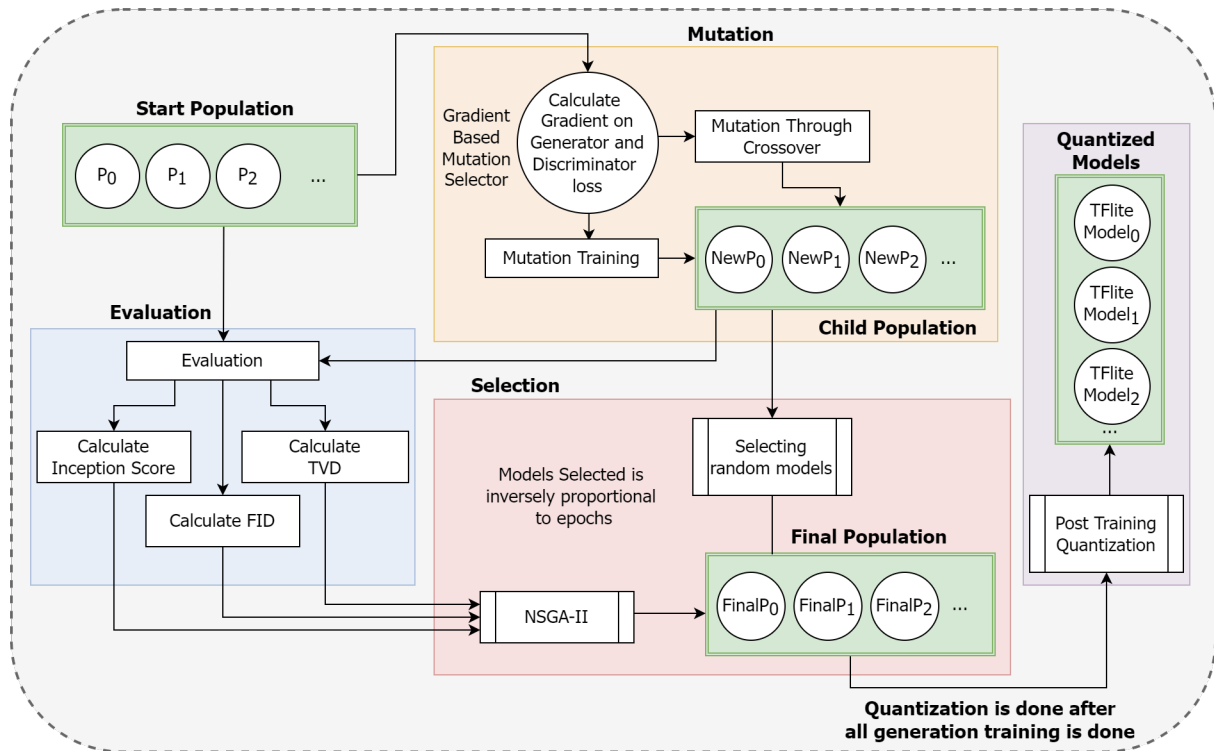 Mutation
Start Population
P0
P1
P2
...
Gradient
Based
Mutation
Selector
Calculate
Gradient on
Generator and
Discriminator
loss
Mutation Through
Crossover
Mutation Training
NewP0
NewP1
NewP2
...
Child Population
Evaluation
Evaluation
Calculate
Inception Score
Calculate
TVD
Calculate FID
Selection
Models Selected is
inversely proportional
to epochs
Selecting
random models
NSGA-II
Final Population
FinalP0
FinalP1
FinalP2
...
Quantized
Models
TFlite
Model0
TFlite
Model1
TFlite
Model2
...
Post Training
Quantization
Quantization is done after
all generation training is done